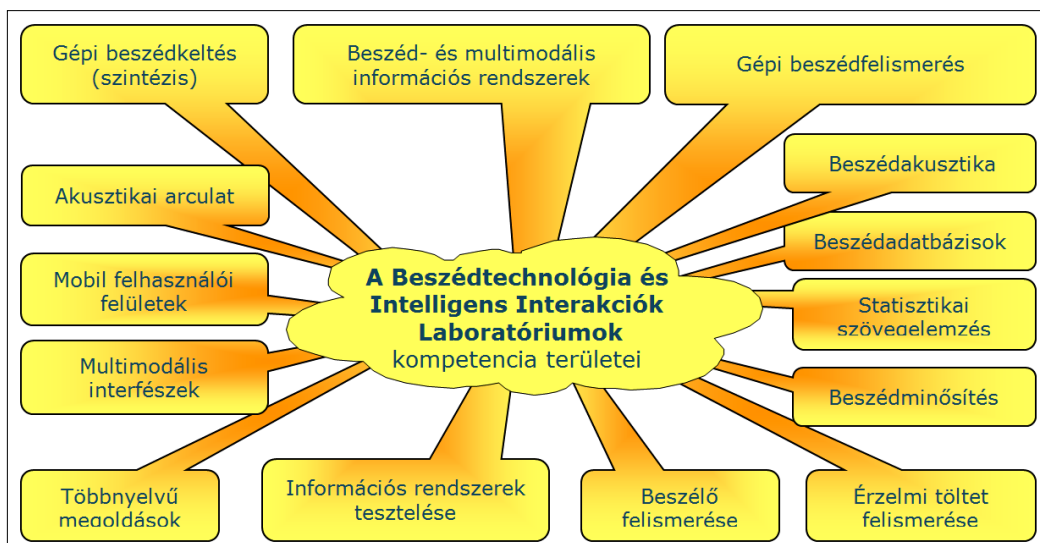 Gépi beszédkeltés
(szintézis)
Beszéd- és multimodális
információs rendszerek
Gépi beszédfelismerés
Akusztikai arculat
Beszédakusztika
Beszédadatbázisok
Mobil felhasználói
felületek
A Beszédtechnológia és
Intelligens Interakciók
Laboratóriumok
kompetencia területei
Statisztikai
szövegelemzés
Multimodális
interfészek
Beszédminősítés
Többnyelvű
megoldások
Információs rendszerek
tesztelése
Beszélő
felismerése
Érzelmi töltet
felismerése